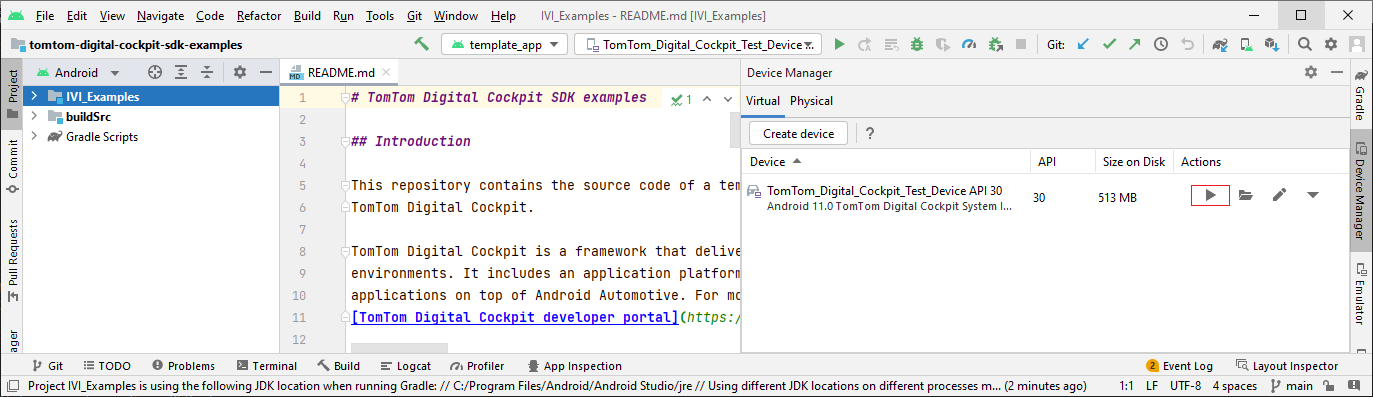 File Edit View Navigate Code Refactor Build Run Tools Git Window Help IVI_Examples - README.md [IVI_Examples]
tomtom-digital-cockpit-sdk-examples template_app TomTom_Digital_Cockpit_Test_Device Git:
Project
Commit
Pull Requests
ager
Android
IVI_Examples
buildSrc
Gradle Scripts
MD README.md
1 # TomTom Digital Cockpit SDK examples 1
2
3 ## Introduction
4
5 This repository contains the source code of a tem
6 TomTom Digital Cockpit.
7
8 TomTom Digital Cockpit is a framework that delive
9 environments. It includes an application platform
10 applications on top of Android Automotive. For mo
11 [TomTom Digital Cockpit developer portal](https:/
12
Device Manager
Virtual Physical
Create device ?
Device API Size on Disk Actions
TomTom_Digital_Cockpit_Test_Device API 30 30 513 MB
Android 11.0 TomTom Digital Cockpit System I...
Gradle
Device Manager
Emulator
Git TODO Problems Terminal Build Logcat Profiler App Inspection 2 Event Log Layout Inspector
Project IVI_Examples is using the following JDK location when running Gradle: // C:/Program Files/Android/Android Studio/jre // Using different JDK locations on different processes m... (2 minutes ago) 1:1 LF UTF-8 4 spaces main